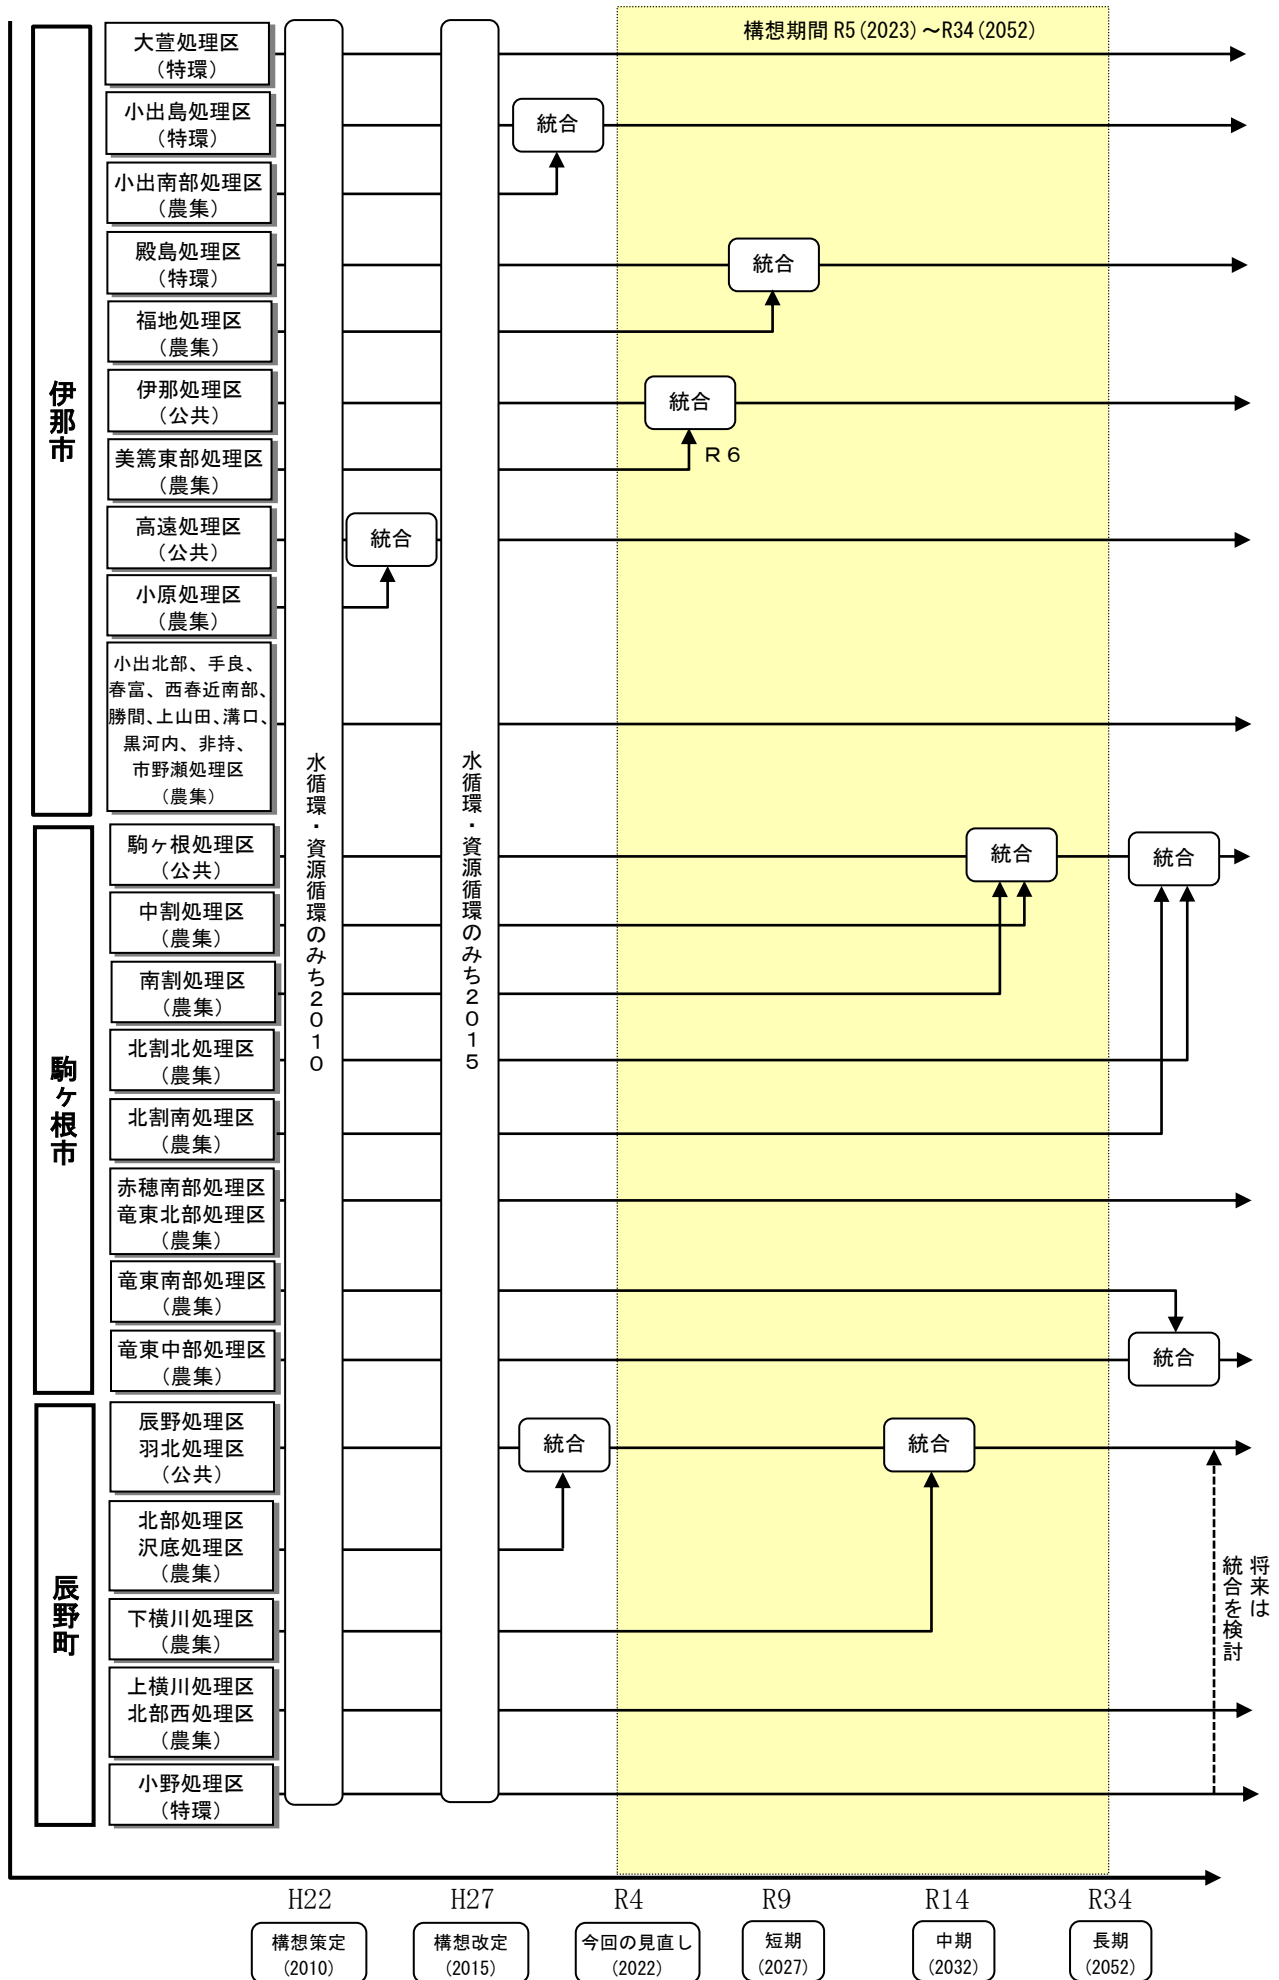 構想期間 R5(2023)～R34(2052)
伊那市
大萱処理区
（特環）
小出島処理区
（特環）
統合
小出南部処理区
（農集）
殿島処理区
（特環）
統合
福地処理区
（農集）
伊那処理区
（公共）
統合
美篶東部処理区
（農集）
Ｒ６
高遠処理区
（公共）
統合
小原処理区
（農集）
小出北部、手良、
春富、西春近南部、
勝間、上山田、溝口、
黒河内、非持、
市野瀬処理区
（農集）
水循環・資源循環のみち２０１０
水循環・資源循環のみち２０１５
駒ヶ根市
駒ヶ根処理区
（公共）
統合
統合
中割処理区
（農集）
南割処理区
（農集）
北割北処理区
（農集）
北割南処理区
（農集）
赤穂南部処理区
竜東北部処理区
（農集）
竜東南部処理区
（農集）
竜東中部処理区
（農集）
統合
辰野町
辰野処理区
羽北処理区
（公共）
統合
統合
北部処理区
沢底処理区
（農集）
下横川処理区
（農集）
将来は
統合を検討
上横川処理区
北部西処理区
（農集）
小野処理区
（特環）
H22
H27
R4
R9
R14
R34
構想策定
(2010)
構想改定
(2015)
今回の見直し
(2022)
短期
(2027)
中期
(2032)
長期
(2052)